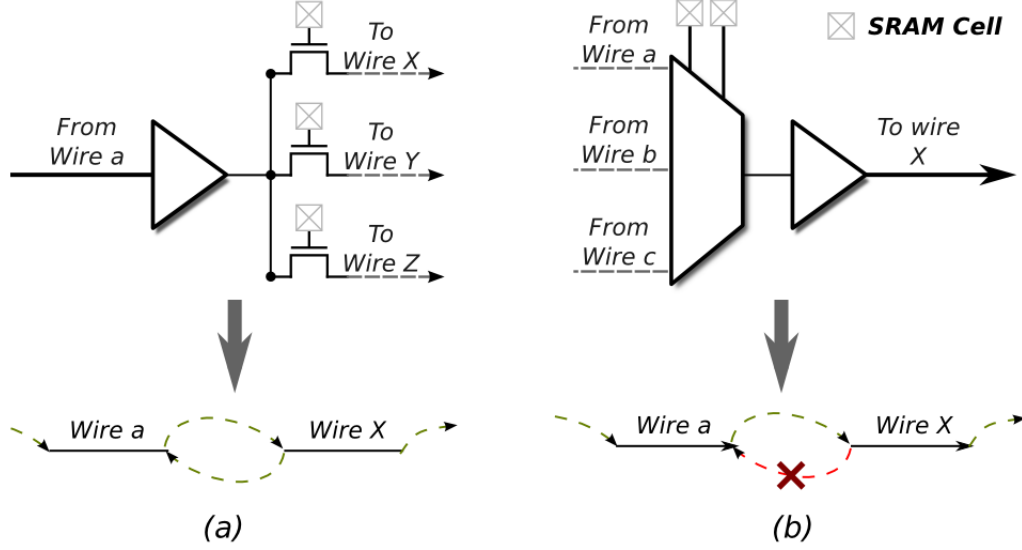 To
Wire X
From
Wire a
To
Wire Y
To
Wire Z
From
Wire a
From
Wire b
From
Wire c
SRAM Cell
To wire
X
Wire a
Wire X
(a)
Wire a
Wire X
(b)